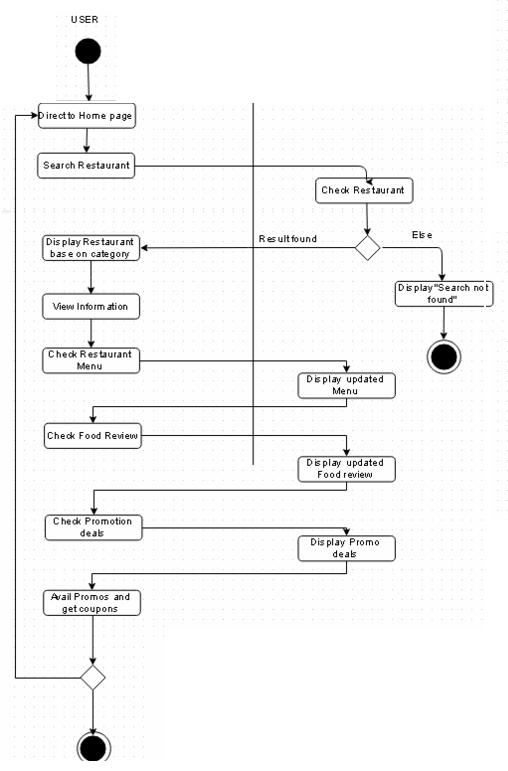 USER
Direct to Home page
Search Restaurant
Check Restaurant
Else
Result found
Display Restaurant
base on category
Display "Search not
found"
View Information
Check Restaurant
Menu
Display updated
Menu
Check Food Review
Display updated
Food review
Check Promotion
deals
Display Promo
deals
Avail Promos and
get coupons